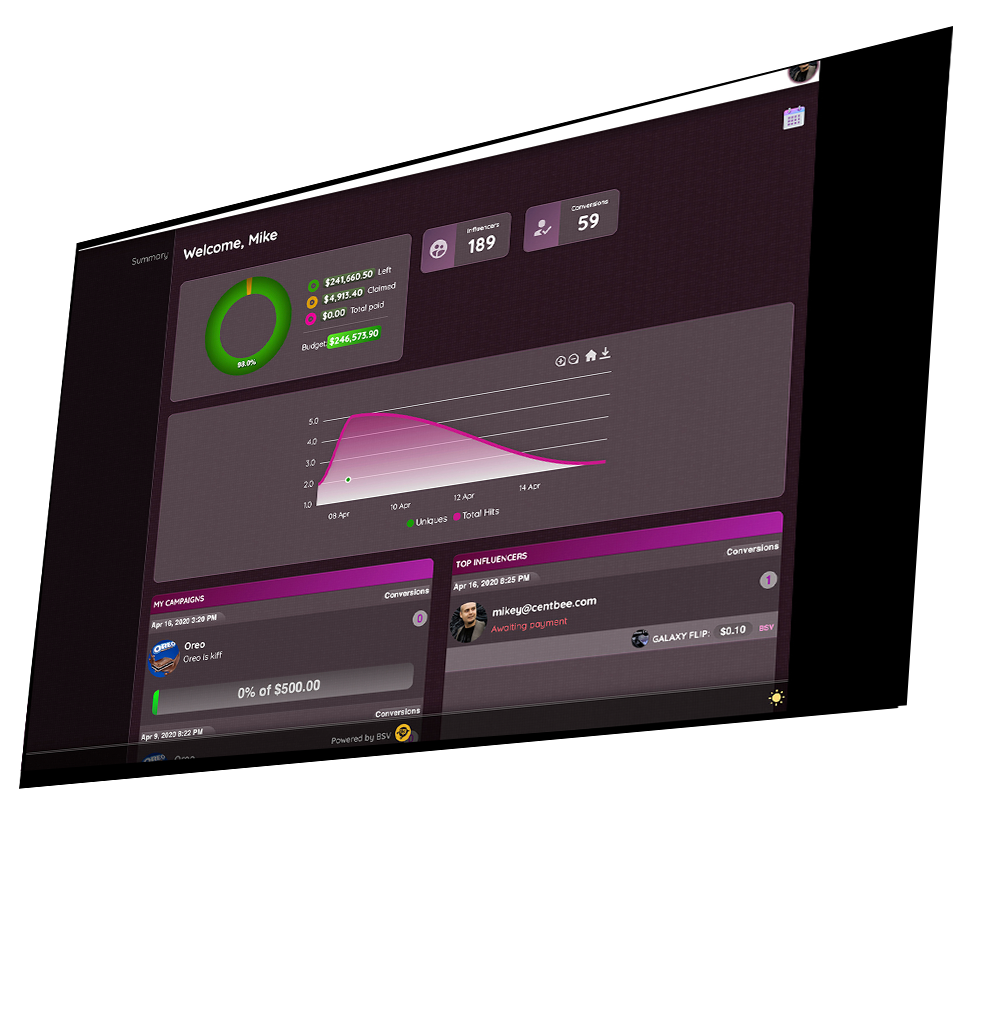 Summary
Welcome, Mike
Influencers
189
Conversions
59
$241,660.50 Left
$4,913.40 Claimed
$0.00 Total paid
Budget: $246,573.90
98.0%
5.0
4.0
3.0
2.0
1.0
08 Apr
10 Apr
12 Apr
14 Apr
Uniques
Total Hits
MY CAMPAIGNS
Conversions
Apr 16, 2020 3:20 PM
0
OREO
Oreo
Oreo is kiff
0% of $500.00
Conversions
Apr 9, 2020 8:22 PM
Oreo
TOP INFLUENCERS
Conversions
Apr 16, 2020 8:25 PM
1
mikey@centbee.com
Awaiting payment
GALAXY FLIP: $0.10 BSV
Powered by BSV